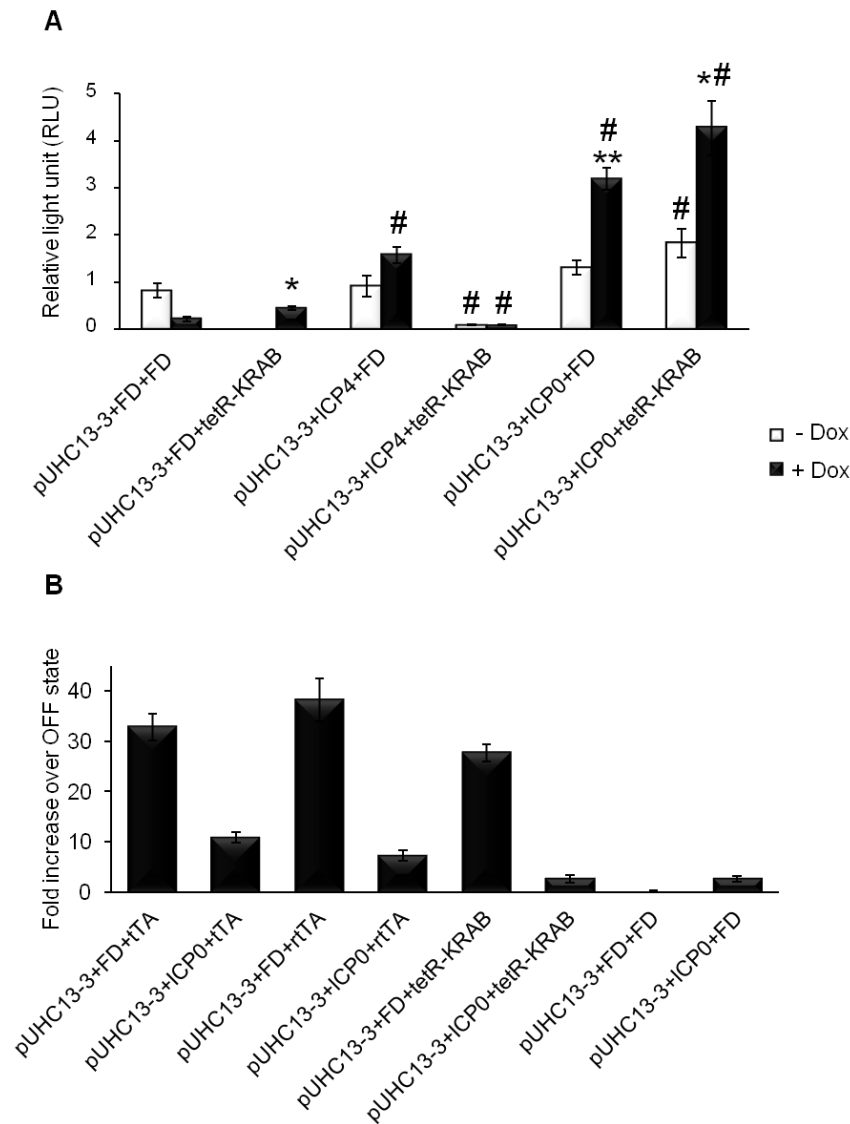 A
Relative light unit (RLU)
5
4
3
2
1
0
*
#
#
#
#
**
#
*#
pUHC13-3+FD+FD
pUHC13-3+FD+tetR-KRAB
pUHC13-3+ICP4+FD
pUHC13-3+ICP4+tetR-KRAB
pUHC13-3+ICP0+FD
pUHC13-3+ICP0+tetR-KRAB
- Dox
+ Dox
B
Fold increase over OFF state
40
30
20
10
0
pUHC13-3+FD+tTA
pUHC13-3+ICP0+tTA
pUHC13-3+FD+rtTA
pUHC13-3+ICP0+rtTA
pUHC13-3+FD+tetR-KRAB
pUHC13-3+ICP0+tetR-KRAB
pUHC13-3+FD+FD
pUHC13-3+ICP0+FD